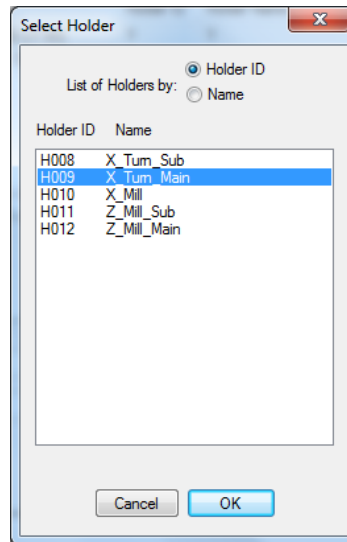 Select Holder
List of Holders by:
Holder ID
Name
Holder ID Name
H008 X_Turn_Sub
H009 X_Turn_Main
H010 X_Mill
H011 Z_Mill_Sub
H012 Z_Mill_Main
Cancel OK